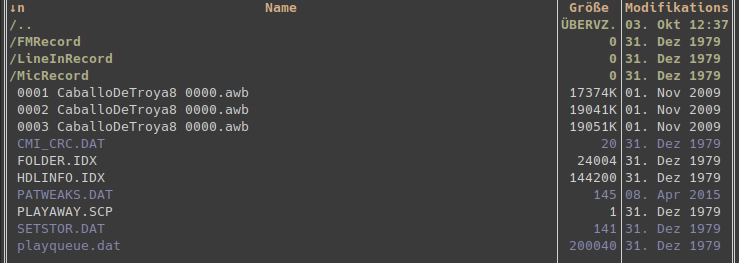 ↓n Name Größe Modifikations
/.. ÜBERVZ. 03. Okt 12:37
/FMRecord 0 31. Dez 1979
/LineInRecord 0 31. Dez 1979
/MicRecord 0 31. Dez 1979
0001 CaballoDeTroya8 0000.awb 17374K 01. Nov 2009
0002 CaballoDeTroya8 0000.awb 19041K 01. Nov 2009
0003 CaballoDeTroya8 0000.awb 19051K 01. Nov 2009
CMI_CRC.DAT 20 31. Dez 1979
FOLDER.IDX 24004 31. Dez 1979
HDLINFO.IDX 144200 31. Dez 1979
PATWEAKS.DAT 145 08. Apr 2015
PLAYAWAY.SCP 1 31. Dez 1979
SETSTOR.DAT 141 31. Dez 1979
playqueue.dat 200040 31. Dez 1979